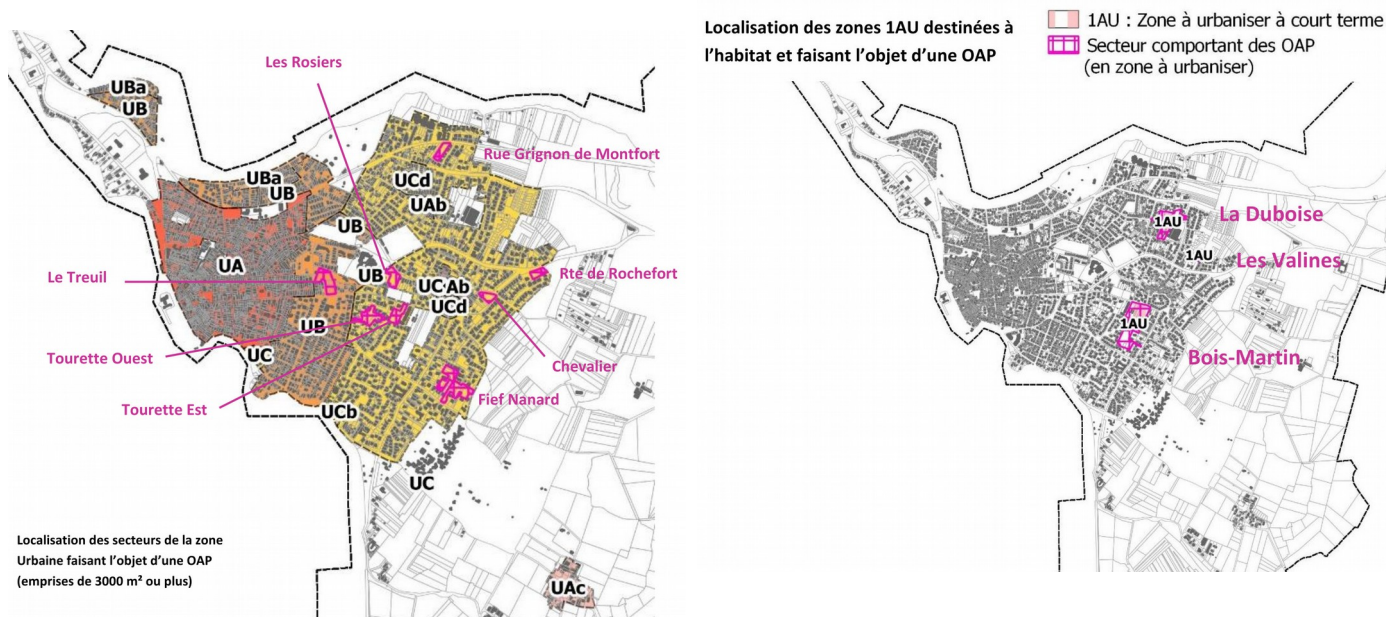 Les Rosiers
UBa
UB
Rue Grignon de Montfort
UBa
UB
UCd
UAb
UB
UA
Le Treuil
UB
UC
Ab
UCd
Rte de Rochefort
UB
Tourette Ouest
UC
Chevalier
Tourette Est
UCb
Fief Nanard
UC
Localisation des secteurs de la zone
Urbaine faisant l’objet d’une OAP
(emprises de 3000 m² ou plus)
UAc
Localisation des zones 1AU destinées à
l’habitat et faisant l’objet d’une OAP
1AU : Zone à urbaniser à court terme
Secteur comportant des OAP
(en zone à urbaniser)
1AU
La Duboise
1AU
Les Valines
1AU
Bois-Martin